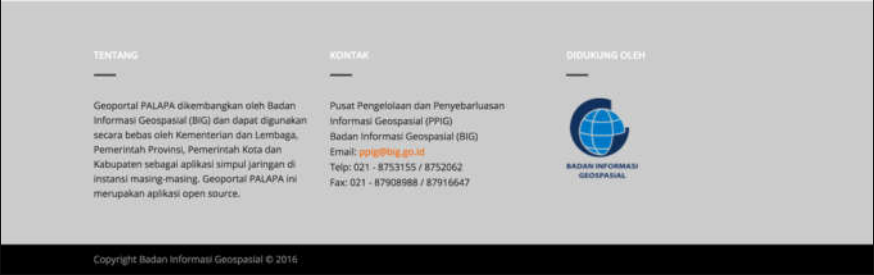 TENTANG
Geoportal PALAPA dikembangkan oleh Badan
Informasi Geospasial (BIG) dan dapat digunakan
secara bebas oleh Kementerian dan Lembaga,
Pemerintah Provinsi, Pemerintah Kota dan
Kabupaten sebagai aplikasi simpul jaringan di
instansi masing-masing. Geoportal PALAPA ini
merupakan aplikasi open source.
KONTAK
Pusat Pengelolaan dan Penyebarluasan
Informasi Geospasial (PPIG)
Badan Informasi Geospasial (BIG)
Email: ppig@big.go.id
Telp: 021 - 8753155 / 8752062
Fax: 021 - 87908988 / 87916647
DIDUKUNG OLEH
BADAN INFORMASI
GEOSPASIAL
Copyright Badan Informasi Geospasial © 2016